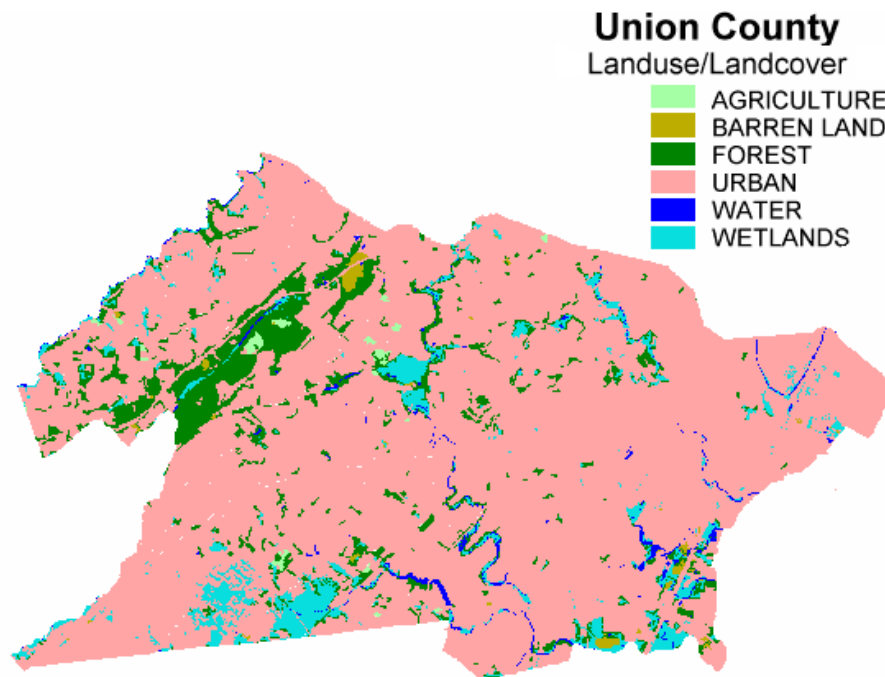 Union County
Landuse/Landcover
AGRICULTURE
BARREN LAND
FOREST
URBAN
WATER
WETLANDS